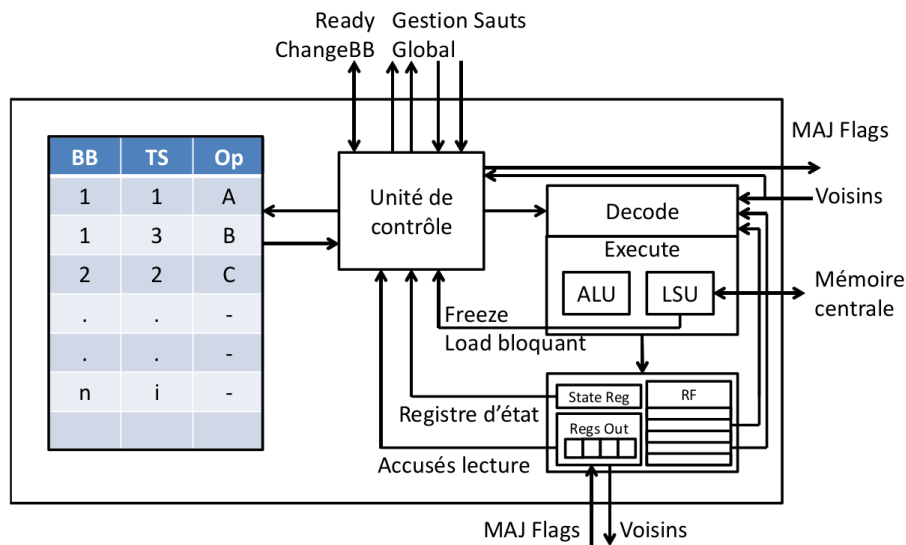 Ready Gestion Sauts
ChangeBB Global
MAJ Flags
Voisins
BB TS Op
1 1 A
1 3 B
2 2 C
. . -
. . -
n i -
Unité de
contrôle
Decode
Execute
ALU LSU
Mémoire
centrale
Freeze
Load bloquant
State Reg
RF
Registre d'état
Regs Out
Accusés lecture
MAJ Flags Voisins